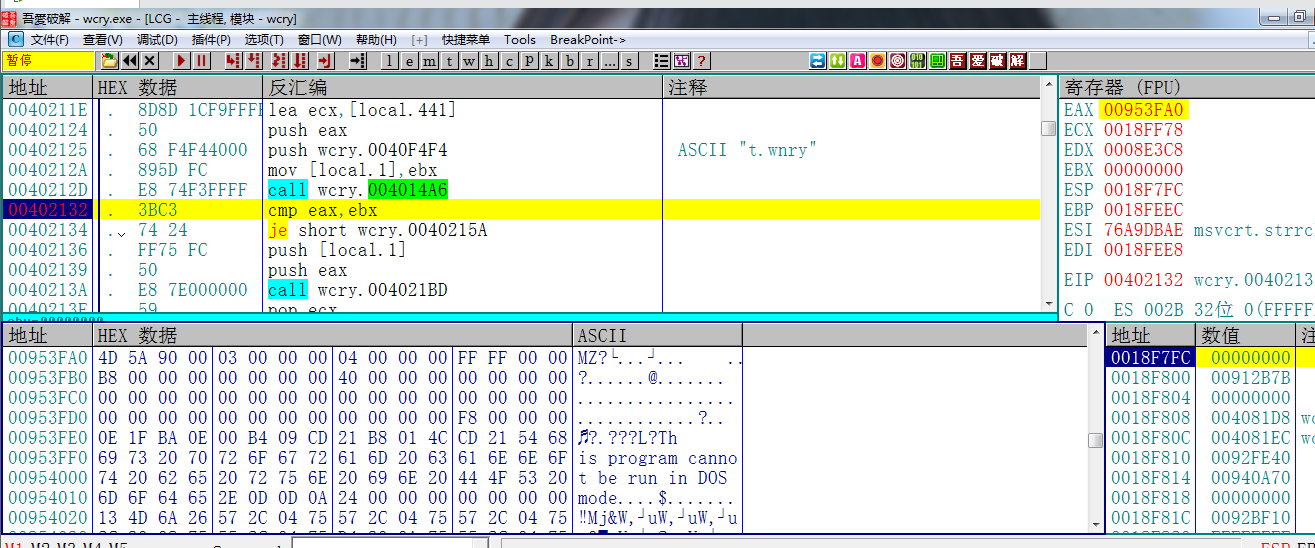 吾愛破解 - wcry.exe - [LCG - 主线程, 模块 - wcry]
文件(F) 查看(V) 调试(D) 插件(P) 选项(T) 窗口(W) 帮助(H) [+] 快捷菜单 Tools BreakPoint->
暂停 l e m t w h c p k b r ... s ? 吾 爱 破 解
地址 HEX 数据 反汇编 注释 寄存器 (FPU)
0040211E . 8D8D 1CF9FFFF lea ecx,[local.441] EAX 00953FA0
00402124 . 50 push eax ECX 0018FF78
00402125 . 68 F4F44000 push wcry.0040F4F4 ASCII "t.wnry" EDX 0008E3C8
0040212A . 895D FC mov [local.1],ebx EBX 00000000
0040212D . E8 74F3FFFF call wcry.004014A6 ESP 0018F7FC
00402132 . 3BC3 cmp eax,ebx EBP 0018FEEC
00402134 .. 74 24 je short wcry.0040215A ESI 76A9DBAE msvcrt.strrc
00402136 . FF75 FC push [local.1] EDI 0018FEE8
00402139 . 50 push eax
0040213A . E8 7E000000 call wcry.004021BD EIP 00402132 wcry.0040213
0040213F . 59 pop ecx C 0 ES 002B 32位 0(FFFFF
地址 HEX 数据 ASCII 地址 数值 注
00953FA0 4D 5A 90 00 03 00 00 00 04 00 00 00 FF FF 00 00 MZ?└...┘... .. 0018F7FC 00000000
00953FB0 B8 00 00 00 00 00 00 00 40 00 00 00 00 00 00 00 ?......@....... 0018F800 00912B7B
00953FC0 00 00 00 00 00 00 00 00 00 00 00 00 00 00 00 00 ................ 0018F804 00000000
00953FD0 00 00 00 00 00 00 00 00 00 00 00 00 F8 00 00 00 ............?.. 0018F808 004081D8 wc
00953FE0 0E 1F BA 0E 00 B4 09 CD 21 B8 01 4C CD 21 54 68 ♬?.???L?Th 0018F80C 004081EC wc
00953FF0 69 73 20 70 72 6F 67 72 61 6D 20 63 61 6E 6E 6F is program canno 0018F810 0092FE40
00954000 74 20 62 65 20 72 75 6E 20 69 6E 20 44 4F 53 20 t be run in DOS 0018F814 00940A70
00954010 6D 6F 64 65 2E 0D 0D 0A 24 00 00 00 00 00 00 00 mode....$....... 0018F818 00000000
00954020 13 4D 6A 26 57 2C 04 75 57 2C 04 75 57 2C 04 75 ‼Mj&W,┘uW,┘uW,┘u 0018F81C 0092BF10